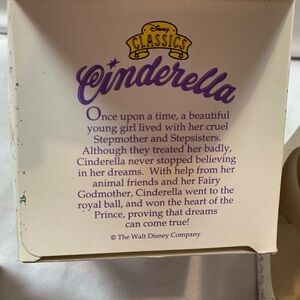 Disney
CLASSICS
Cinderella
Once upon a time, a beautiful
young girl lived with her cruel
Stepmother and Stepsisters.
Although they treated her badly,
Cinderella never stopped believing
in her dreams. With help from her
animal friends and her Fairy
Godmother, Cinderella went to the
royal ball, and won the heart of the
Prince, proving that dreams
can come true!
© The Walt Disney Company